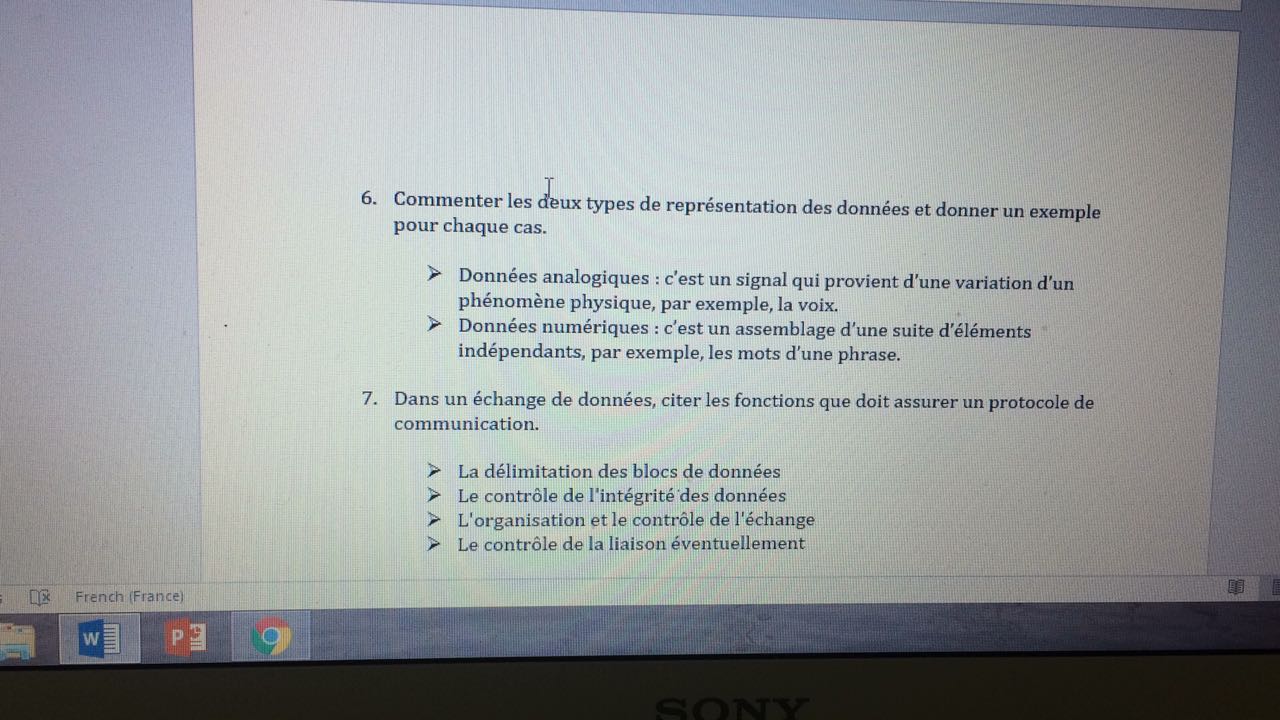 6. Commenter les deux types de représentation des données et donner un exemple
pour chaque cas.
➢ Données analogiques : c'est un signal qui provient d'une variation d'un
phénomène physique, par exemple, la voix.
➢ Données numériques : c'est un assemblage d'une suite d'éléments
indépendants, par exemple, les mots d'une phrase.
7. Dans un échange de données, citer les fonctions que doit assurer un protocole de
communication.
➢ La délimitation des blocs de données
➢ Le contrôle de l'intégrité des données
➢ L'organisation et le contrôle de l'échange
➢ Le contrôle de la liaison éventuellement
French (France)
W P
SONY